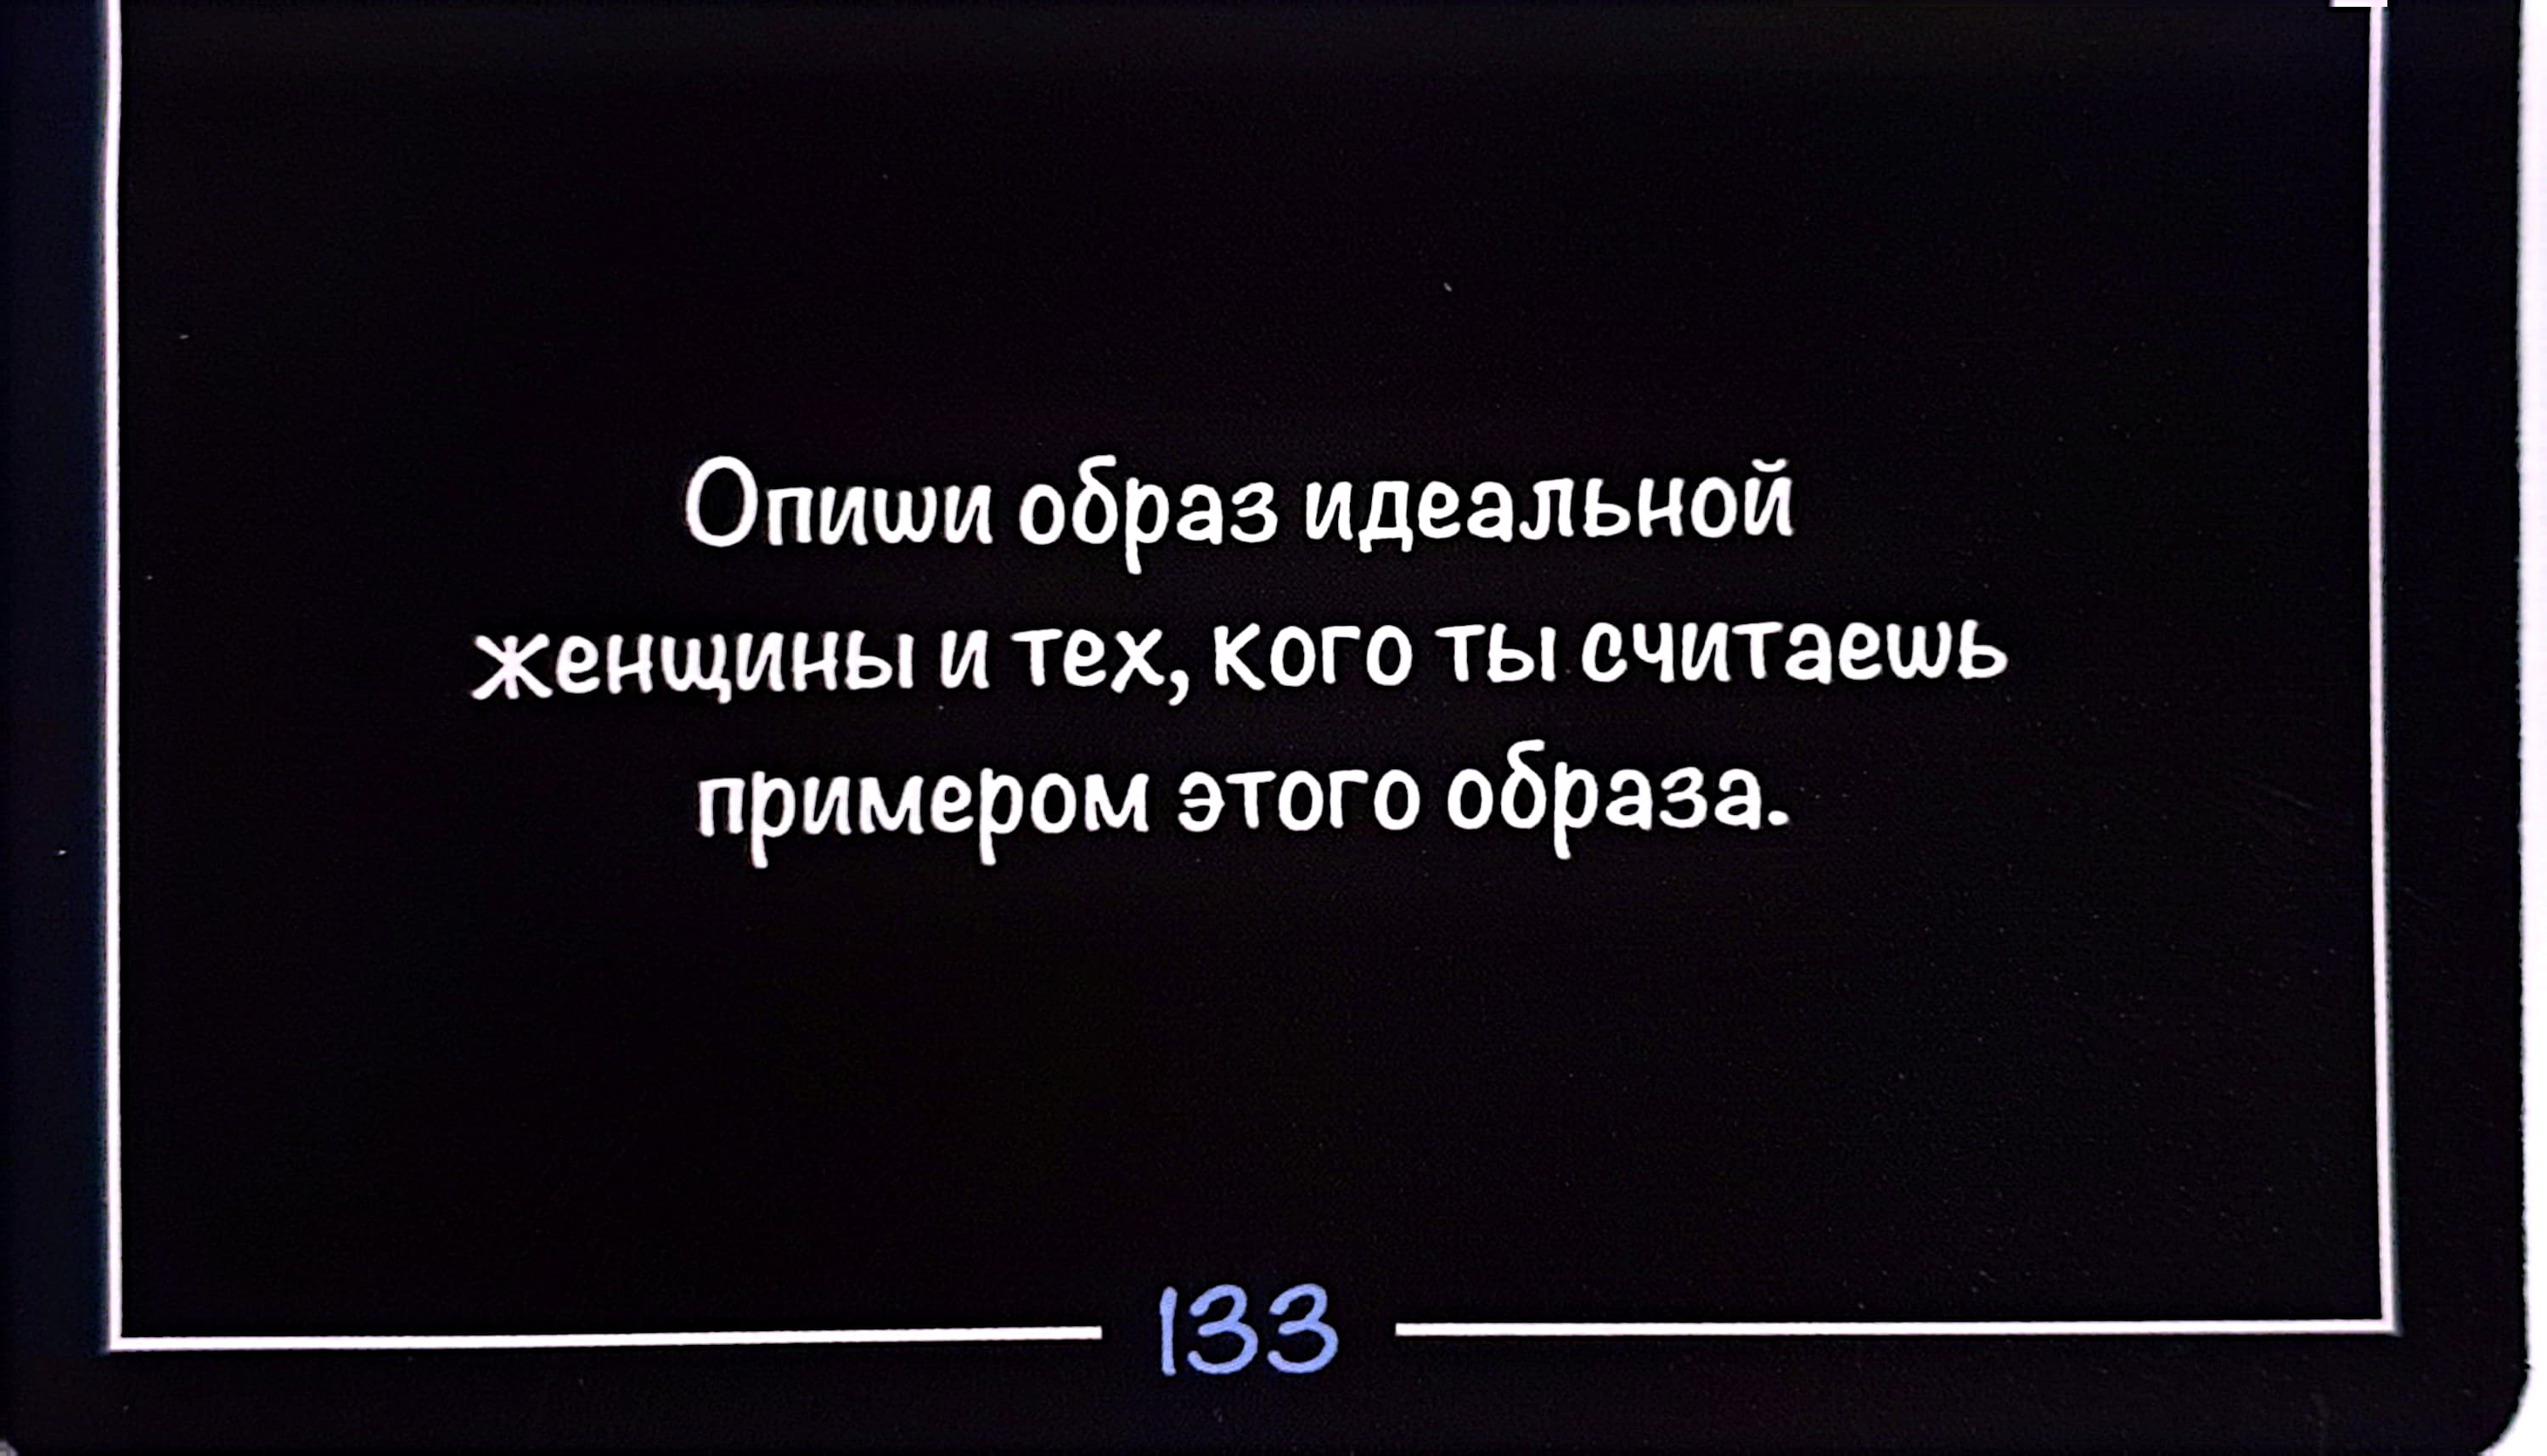 Опиши образ идеальной
женщины и тех, кого ты считаешь
примером этого образа.
133